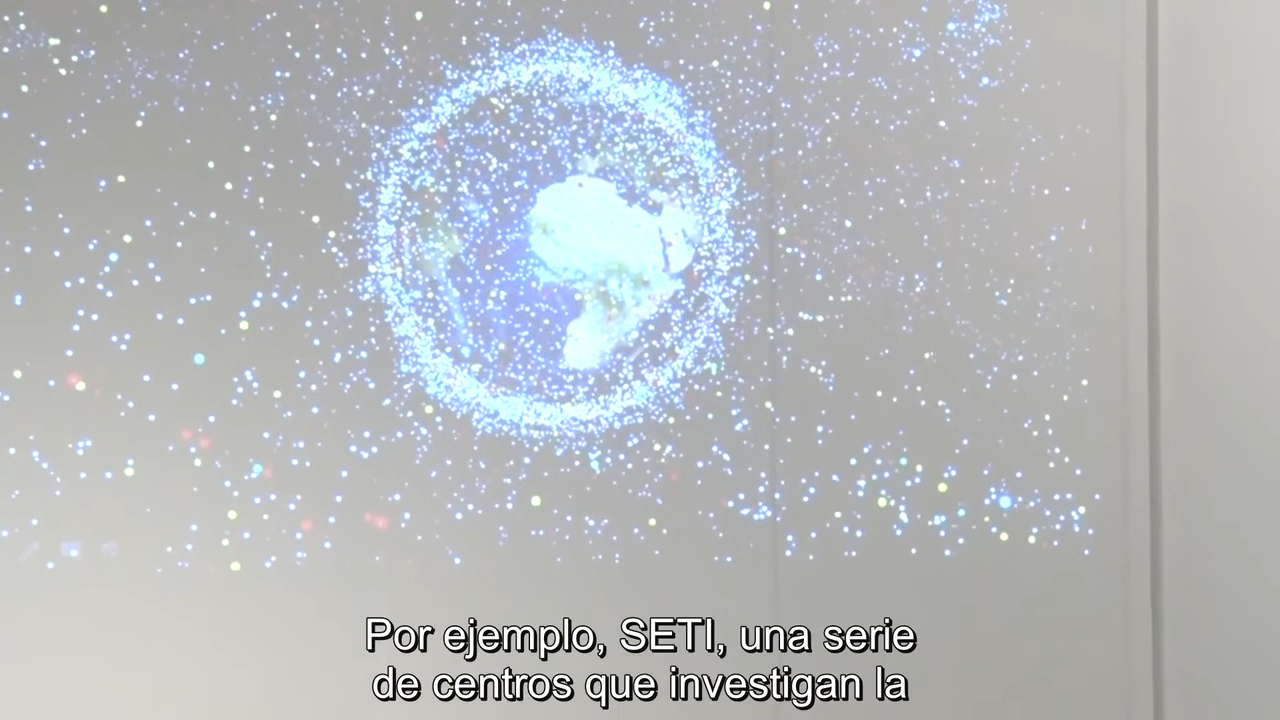 Por ejemplo, SETI, una serie
de centros que investigan la